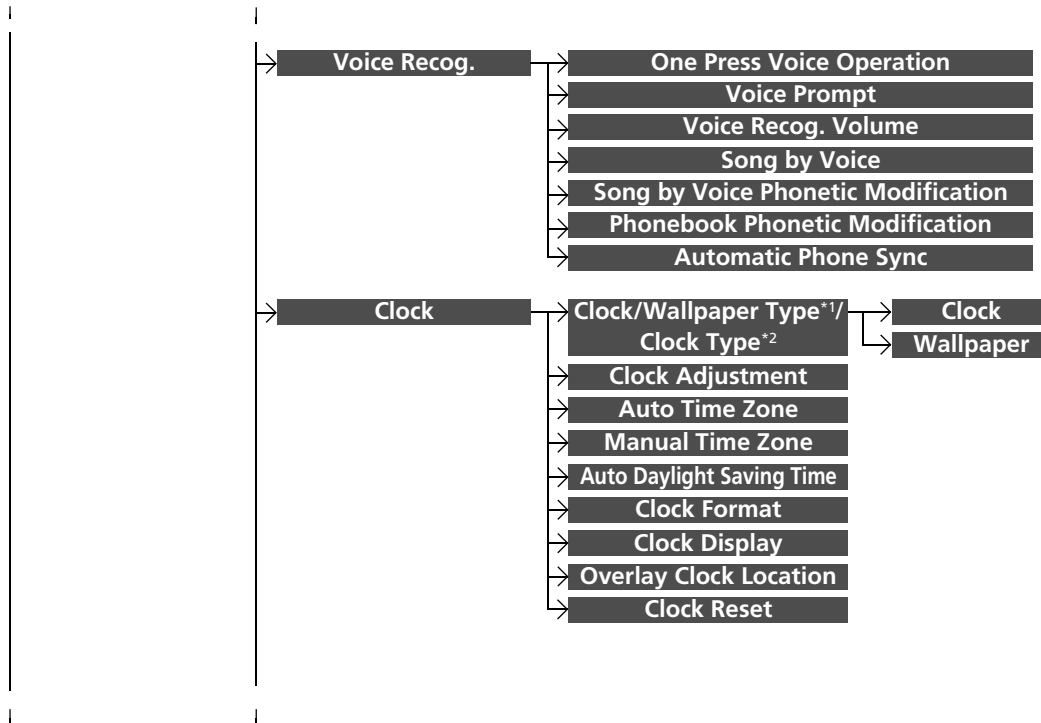 Voice Recog.
One Press Voice Operation
Voice Prompt
Voice Recog. Volume
Song by Voice
Song by Voice Phonetic Modification
Phonebook Phonetic Modification
Automatic Phone Sync
Clock
Clock/Wallpaper Type*1/
Clock Type*2
Clock
Wallpaper
Clock Adjustment
Auto Time Zone
Manual Time Zone
Auto Daylight Saving Time
Clock Format
Clock Display
Overlay Clock Location
Clock Reset